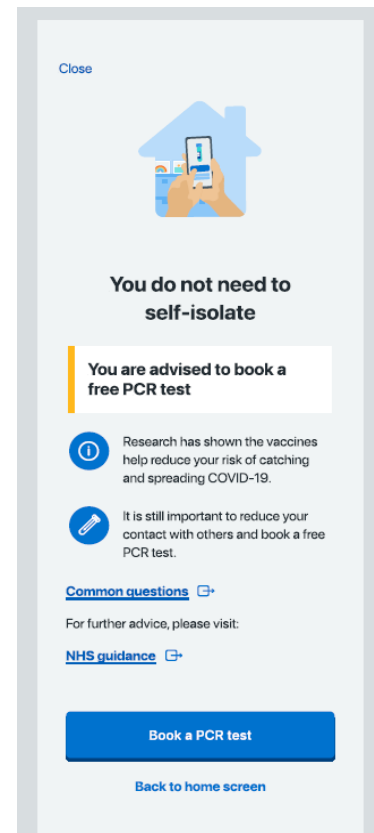 Close
You do not need to
self-isolate
You are advised to book a
free PCR test
Research has shown the vaccines
help reduce your risk of catching
and spreading COVID-19.
It is still important to reduce your
contact with others and book a free
PCR test.
Common questions
For further advice, please visit:
NHS guidance
Book a PCR test
Back to home screen